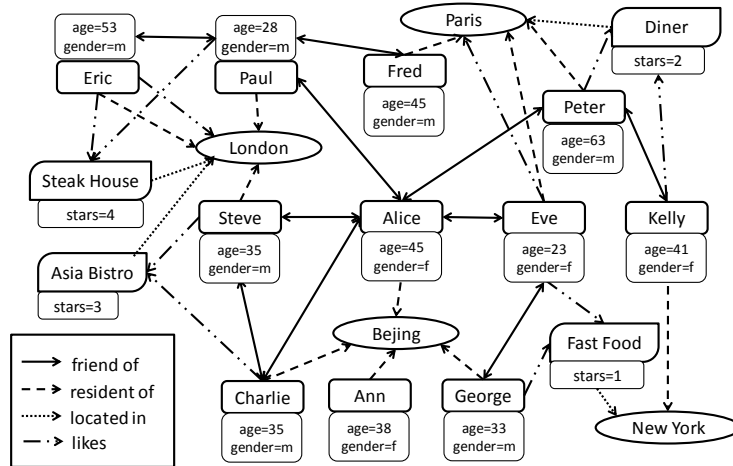 age=53
gender=m
Eric
age=28
gender=m
Paul
Fred
age=45
gender=m
Paris
Diner
stars=2
Peter
age=63
gender=m
London
Steak House
stars=4
Steve
age=35
gender=m
Alice
age=45
gender=f
Eve
age=23
gender=f
Kelly
age=41
gender=f
Asia Bistro
stars=3
Bejing
Fast Food
stars=1
friend of
resident of
located in
likes
Charlie
age=35
gender=m
Ann
age=38
gender=f
George
age=33
gender=m
New York